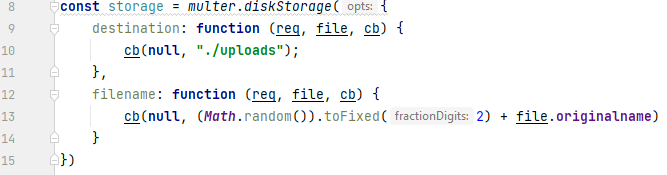 8 const storage = multer.diskStorage( opts: {
9 destination: function (req, file, cb) {
10 cb(null, "./uploads");
11 },
12 filename: function (req, file, cb) {
13 cb(null, (Math.random()).toFixed( fractionDigits: 2) + file.originalname)
14 }
15 })